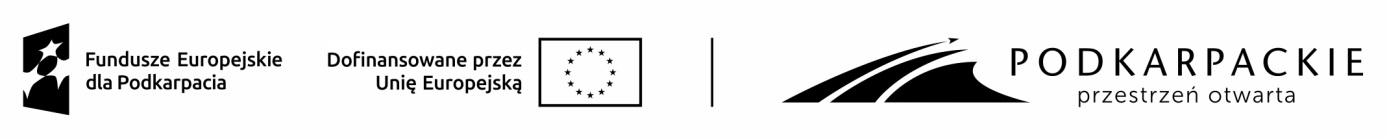 Fundusze Europejskie
dla Podkarpacia
Dofinansowane przez
Unię Europejską
PODKARPACKIE
przestrzeń otwarta